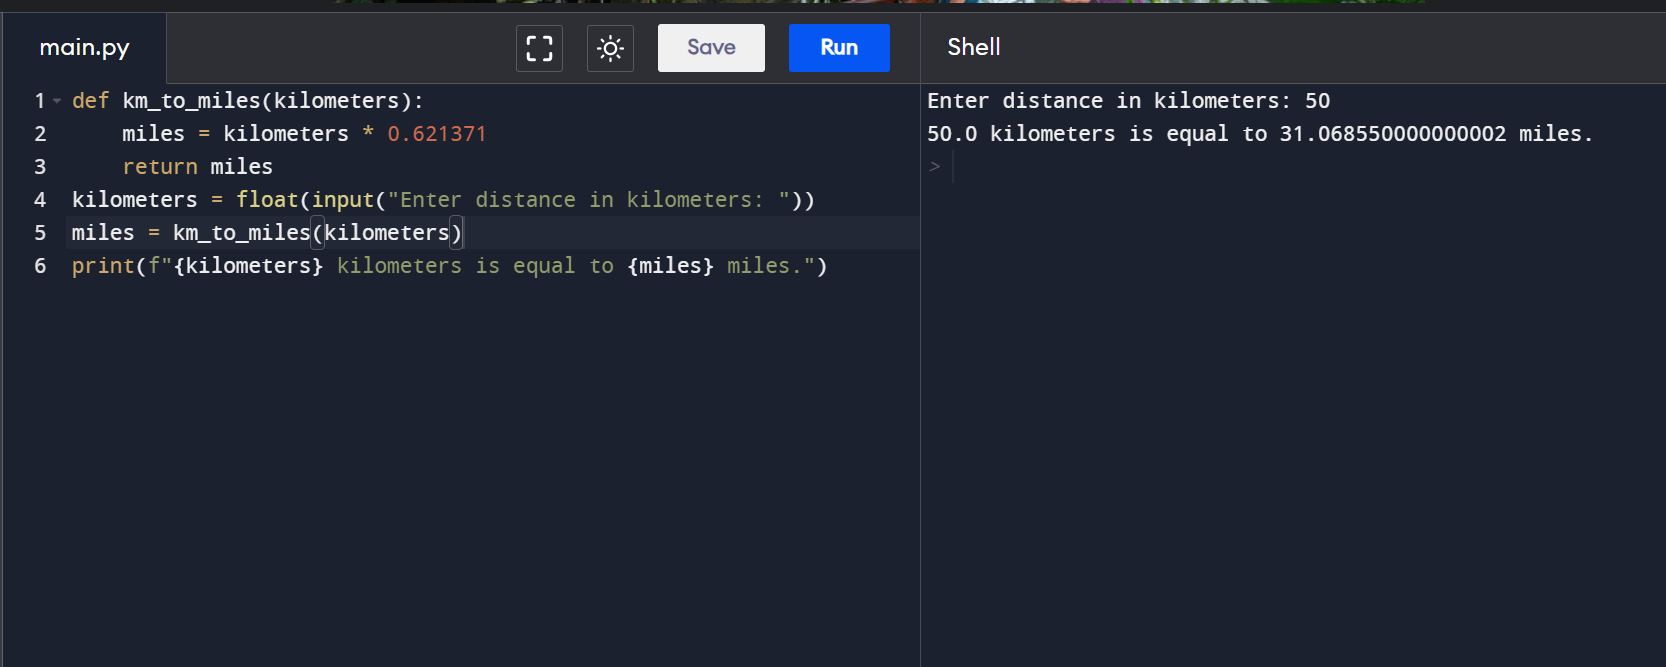 main.py
Save
Run
Shell
1 def km_to_miles(kilometers):
2     miles = kilometers * 0.621371
3     return miles
4 kilometers = float(input("Enter distance in kilometers: "))
5 miles = km_to_miles(kilometers)
6 print(f"{kilometers} kilometers is equal to {miles} miles.")
Enter distance in kilometers: 50
50.0 kilometers is equal to 31.068550000000002 miles.
>